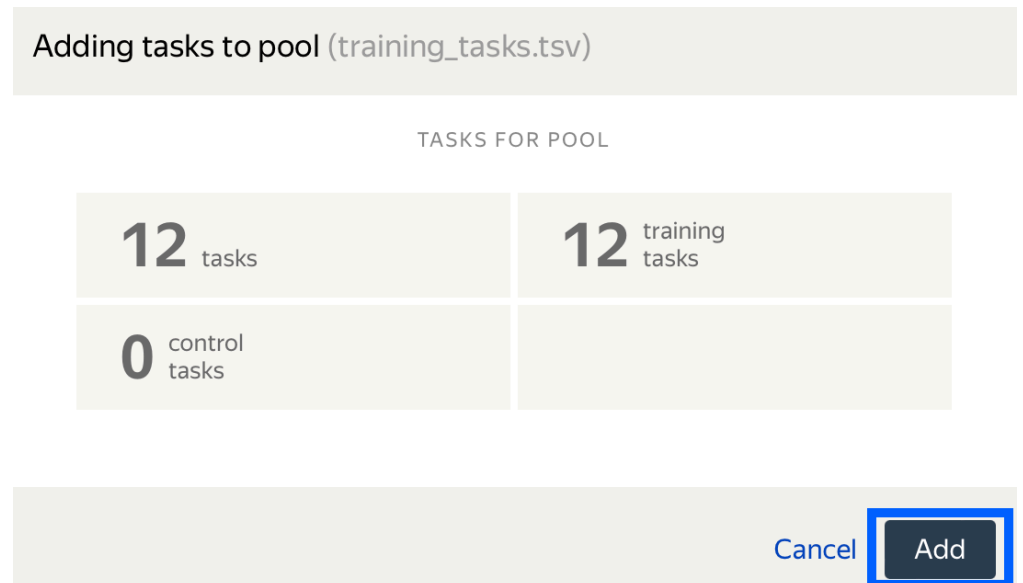 Adding tasks to pool (training_tasks.tsv)
TASKS FOR POOL
12 tasks
12 training
tasks
0 control
tasks
Cancel
Add